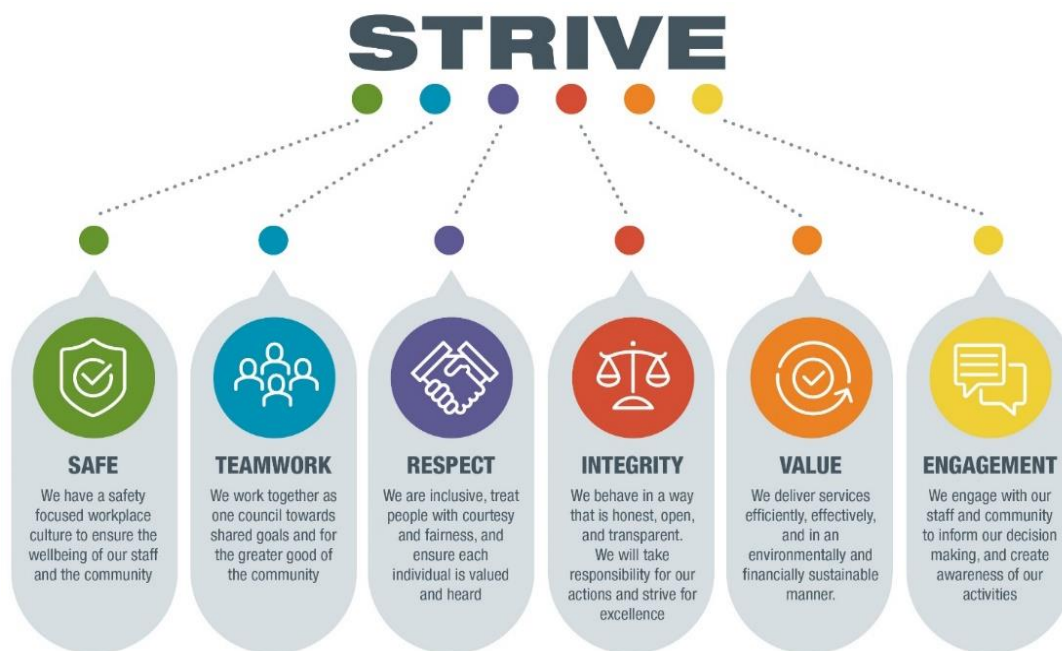 STRIVE
SAFE
We have a safety
focused workplace
culture to ensure the
wellbeing of our staff
and the community
TEAMWORK
We work together as
one council towards
shared goals and for
the greater good of
the community
RESPECT
We are inclusive, treat
people with courtesy
and fairness, and
ensure each
individual is valued
and heard
INTEGRITY
We behave in a way
that is honest, open,
and transparent.
We will take
responsibility for our
actions and strive for
excellence
VALUE
We deliver services
efficiently, effectively,
and in an
environmentally and
financially sustainable
manner.
ENGAGEMENT
We engage with our
staff and community
to inform our decision
making, and create
awareness of our
activities